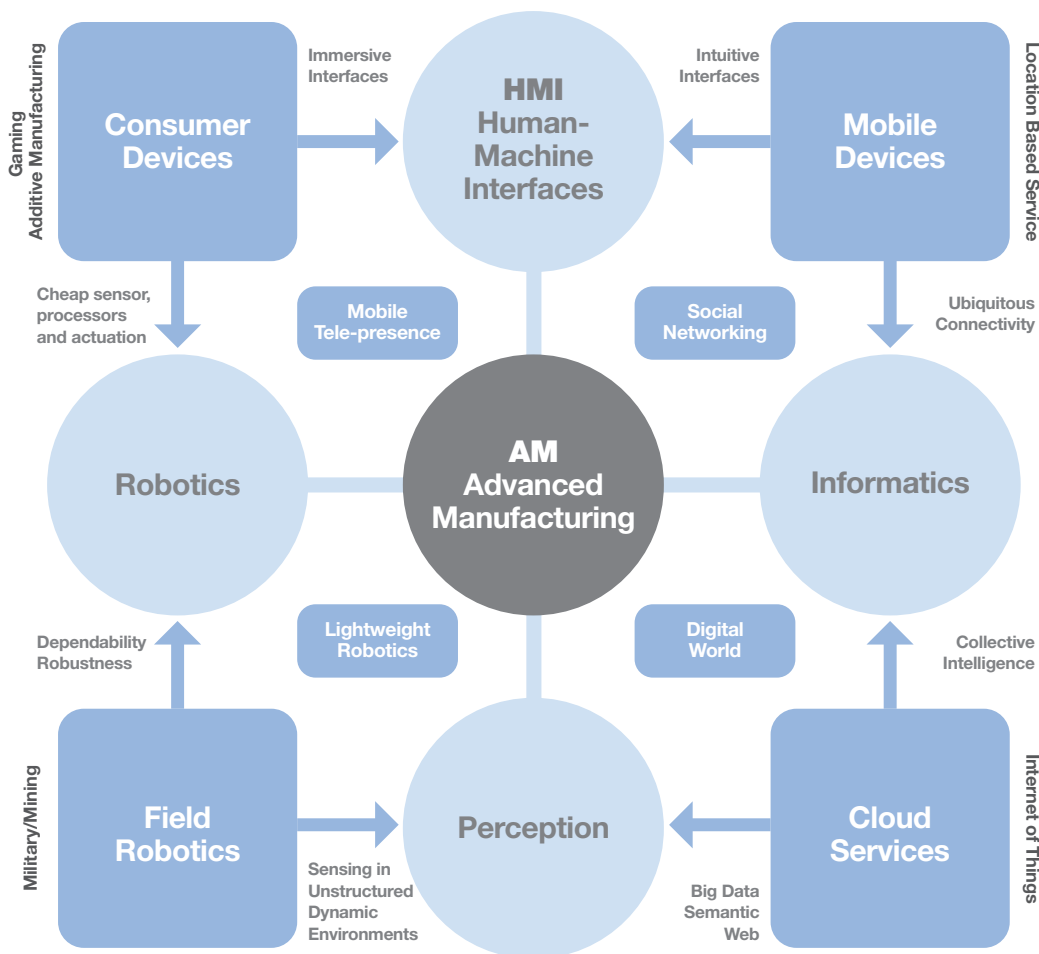 Gaming
Additive Manufacturing
Consumer
Devices
Immersive
Interfaces
HMI
Human-
Machine
Interfaces
Intuitive
Interfaces
Mobile
Devices
Location Based Service
Cheap sensor,
processors
and actuation
Mobile
Tele-presence
Social
Networking
Ubiquitous
Connectivity
Robotics
AM
Advanced
Manufacturing
Informatics
Dependability
Robustness
Lightweight
Robotics
Digital
World
Collective
Intelligence
Military/Mining
Field
Robotics
Sensing in
Unstructured
Dynamic
Environments
Perception
Big Data
Semantic
Web
Cloud
Services
Internet of Things